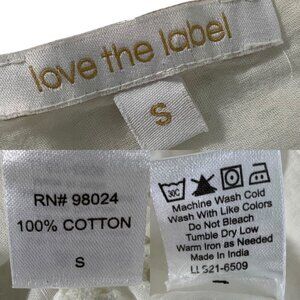 love the label
S
RN# 98024
100% COTTON
S
30C
Machine Wash Cold
Wash With Like Colors
Do Not Bleach
Tumble Dry Low
Warm Iron as Needed
Made In India
LLS21-6509